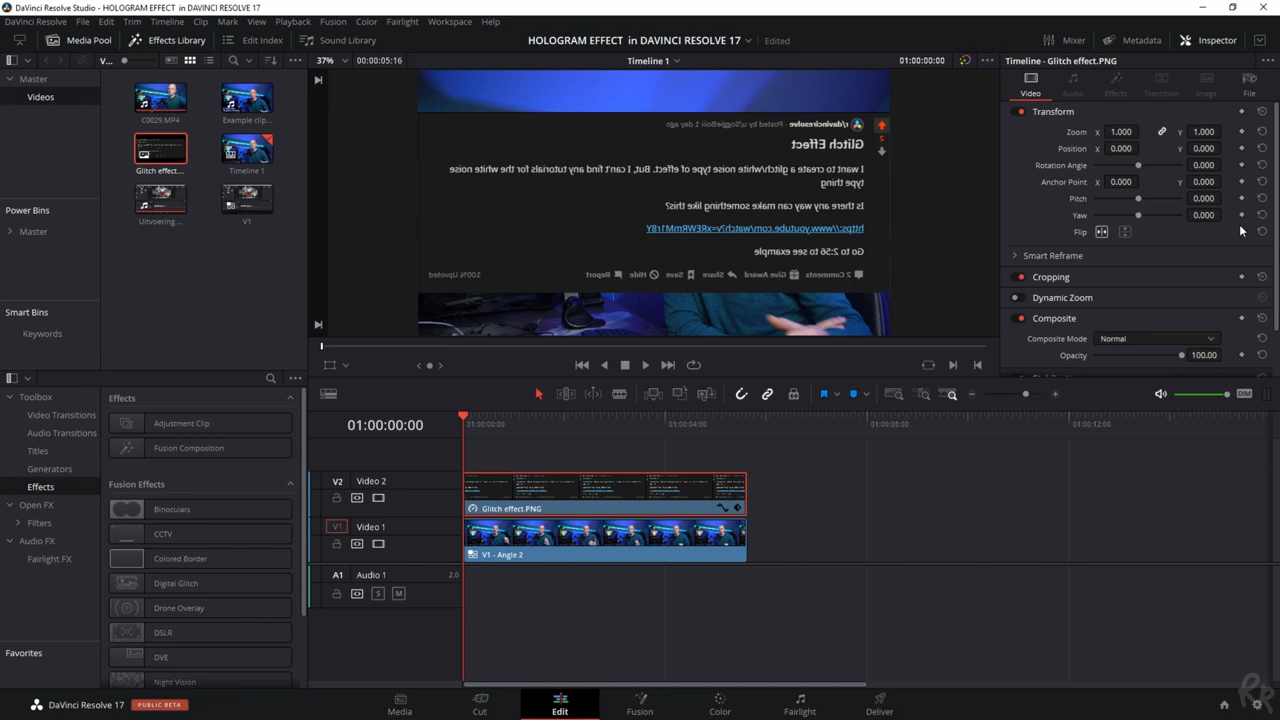 DaVinci Resolve Studio - HOLOGRAM EFFECT in DAVINCI RESOLVE 17
DaVinci Resolve File Edit Trim Timeline Clip Mark View Playback Fusion Color Fairlight Workspace Help
Media Pool Effects Library Edit Index Sound Library HOLOGRAM EFFECT in DAVINCI RESOLVE 17 Edited Mixer Metadata Inspector
V... 37% 00:00:05:16 Timeline 1 01:00:00:00 Timeline - Glitch effect.PNG
Master
Videos
C0029.MP4 Example clip...
Glitch effect.... Timeline 1
Uitvoering... V1
Power Bins
Master
Smart Bins
Keywords
r/davinciresolve • Posted by u/SoggieBoiii 1 day ago
2
Glitch Effect
I want to create a glitch/white noise type of effect. But, I can't find any tutorials for the white noise
type thing
Is there any way can make something like this?
https://www.youtube.com/watch?v=xREWRmM1r8Y
Go to 2:56 to see example
2 Comments Give Award Share Save Hide Report 100% Upvoted
Video Audio Effects Transition Image File
Transform
Zoom X 1.000 Y 1.000
Position X 0.000 Y 0.000
Rotation Angle 0.000
Anchor Point X 0.000 Y 0.000
Pitch 0.000
Yaw 0.000
Flip
Smart Reframe
Cropping
Dynamic Zoom
Composite
Composite Mode Normal
Opacity 100.00
Toolbox
Video Transitions
Audio Transitions
Titles
Generators
Effects
Open FX
Filters
Audio FX
Fairlight FX
Favorites
Effects
Adjustment Clip
Fusion Composition
Fusion Effects
Binoculars
CCTV
Colored Border
Digital Glitch
Drone Overlay
DSLR
DVE
Night Vision
DIM
01:00:00:00 01:00:00:00 01:00:04:00 01:00:08:00 01:00:12:00
V2 Video 2
Glitch effect.PNG
V1 Video 1
V1 - Angle 2
A1 Audio 1 2.0
S M
DaVinci Resolve 17 PUBLIC BETA
Media Cut Edit Fusion Color Fairlight Deliver